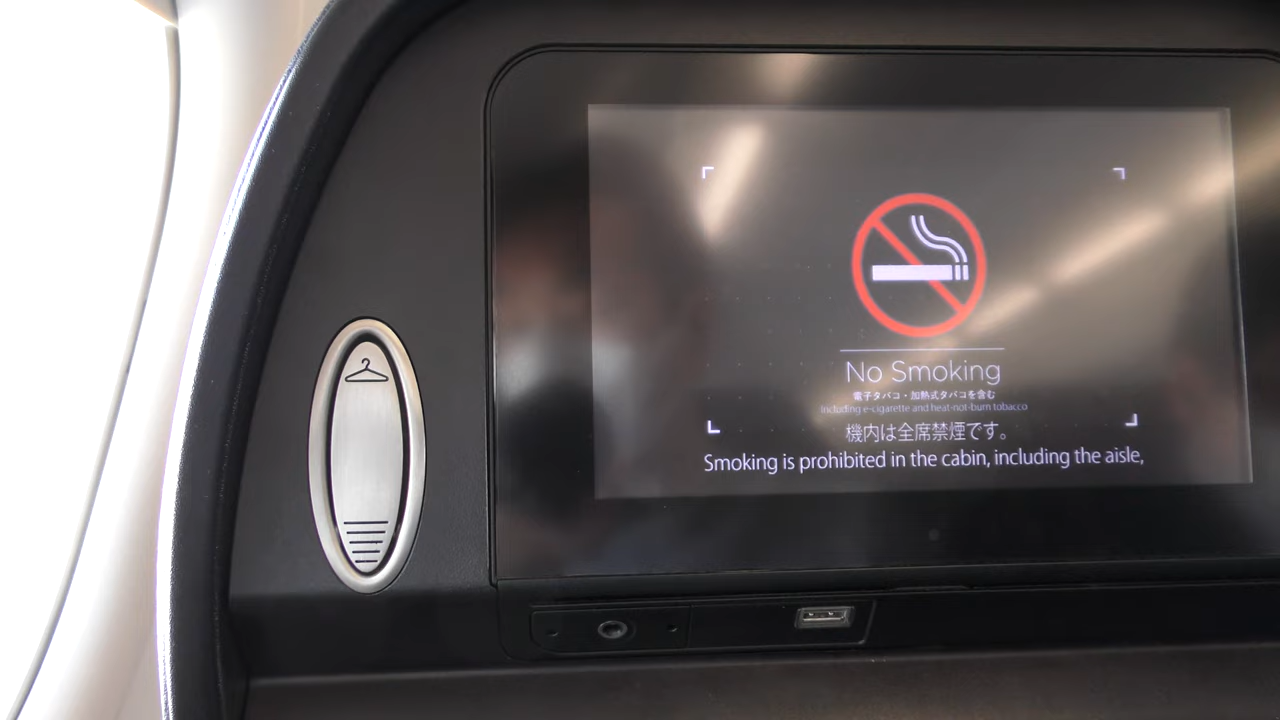 No Smoking
電子タバコ・加熱式タバコを含む
Including e-cigarette and heat-not-burn tobacco
機内は全席禁煙です。
Smoking is prohibited in the cabin, including the aisle,